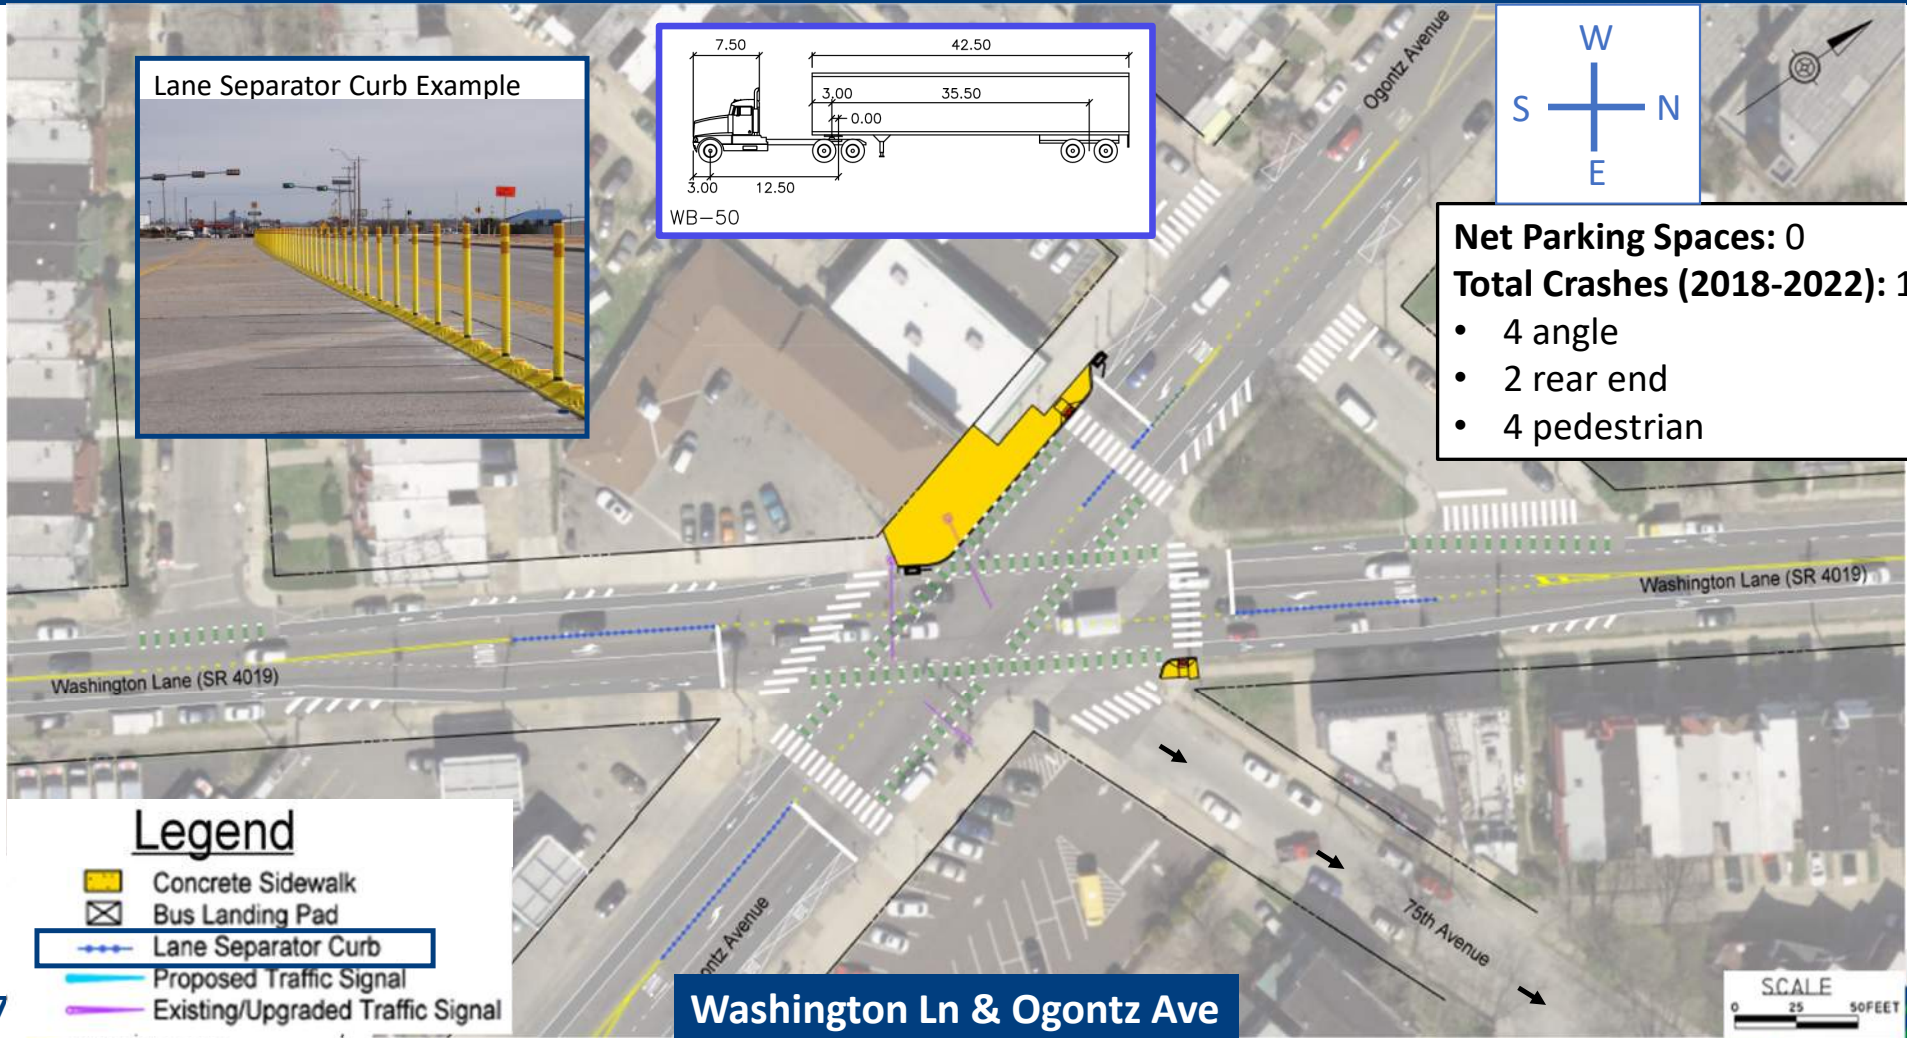 Lane Separator Curb Example
7.50
42.50
3.00
35.50
0.00
3.00
12.50
WB-50
Ogontz Avenue
W
S
N
E
Net Parking Spaces: 0
Total Crashes (2018-2022): 1
• 4 angle
• 2 rear end
• 4 pedestrian
Washington Lane (SR 4019)
Washington Lane (SR 4019)
ontz Avenue
75th Avenue
Legend
Concrete Sidewalk
Bus Landing Pad
Lane Separator Curb
Proposed Traffic Signal
Existing/Upgraded Traffic Signal
7
Washington Ln & Ogontz Ave
SCALE
0 25 50FEET